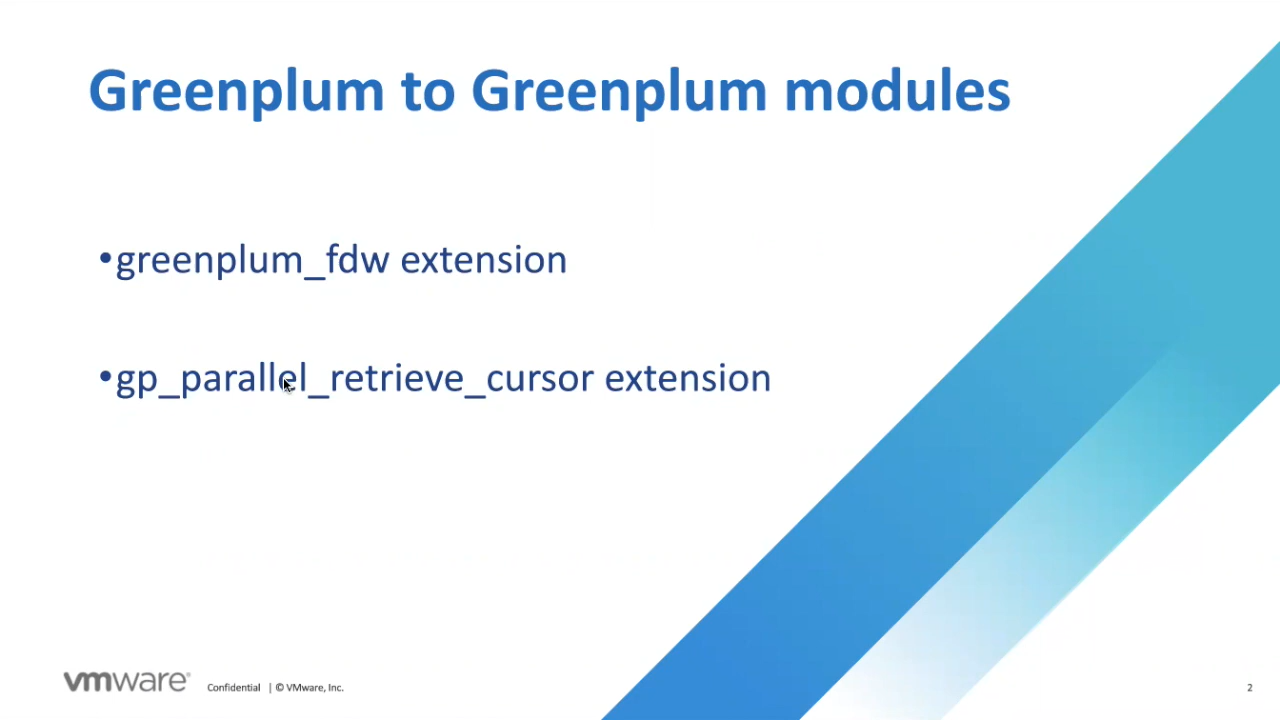 Greenplum to Greenplum modules
•greenplum_fdw extension
•gp_parallel_retrieve_cursor extension
vmware® Confidential | © VMware, Inc. 2